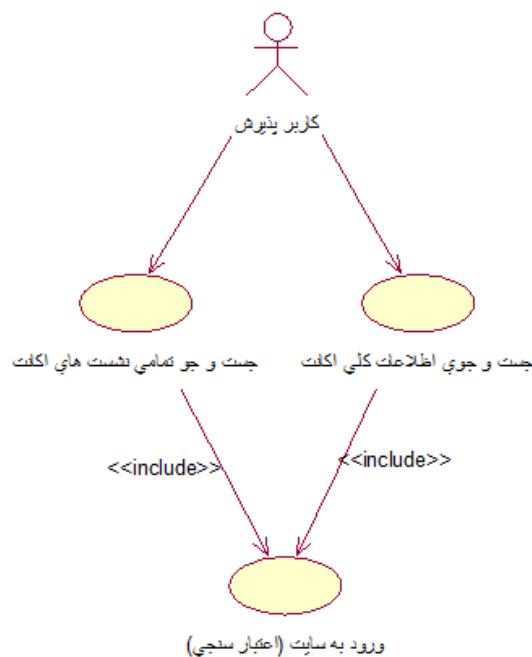 كاربر پذيرش
جست و جو تمامي نشست هاي اكانت
جست و جوي اطلاعات كلي اكانت
<<include>>
<<include>>
ورود به سايت (اعتبار سنجي)